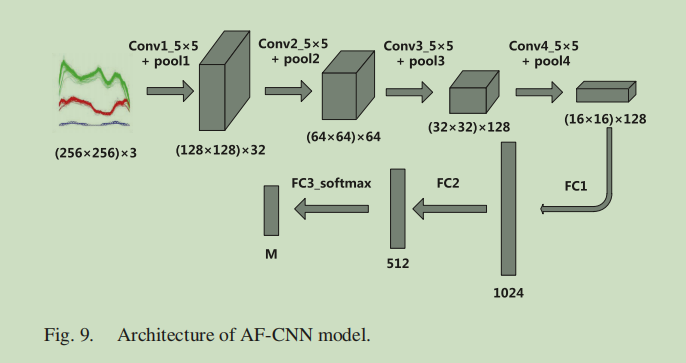 Conv1_5×5
+ pool1
Conv2_5×5
+ pool2
Conv3_5×5
+ pool3
Conv4_5×5
+ pool4
(256×256)×3
(128×128)×32
(64×64)×64
(32×32)×128
(16×16)×128
FC3_softmax
FC2
FC1
M
512
1024
Fig. 9. Architecture of AF-CNN model.